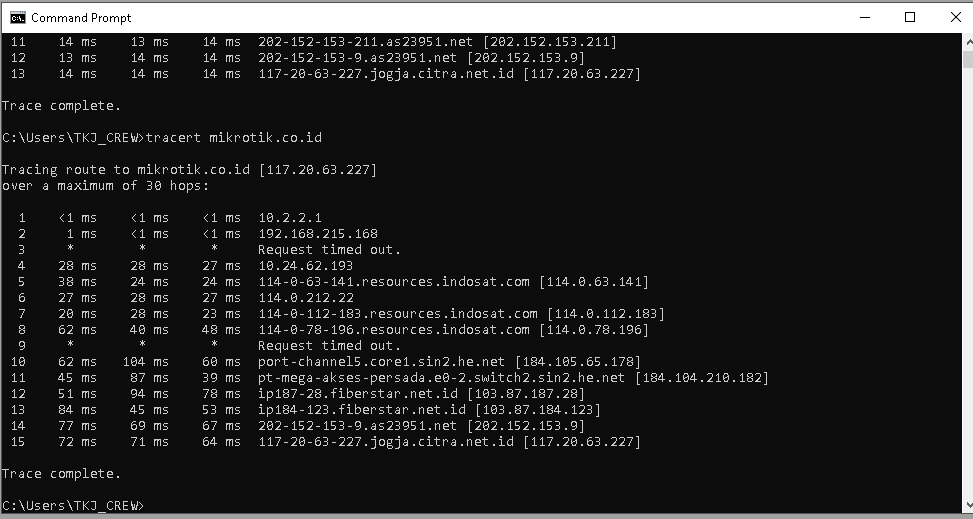 Command Prompt
11    14 ms    13 ms    14 ms  202-152-153-211.as23951.net [202.152.153.211]
12    13 ms    14 ms    14 ms  202-152-153-9.as23951.net [202.152.153.9]
13    14 ms    14 ms    14 ms  117-20-63-227.jogja.citra.net.id [117.20.63.227]
Trace complete.
C:\Users\TKJ_CREW>tracert mikrotik.co.id
Tracing route to mikrotik.co.id [117.20.63.227]
over a maximum of 30 hops:
1    <1 ms    <1 ms    <1 ms  10.2.2.1
2     1 ms    <1 ms    <1 ms  192.168.215.168
3     *        *        *     Request timed out.
4    28 ms    28 ms    27 ms  10.24.62.193
5    38 ms    24 ms    24 ms  114-0-63-141.resources.indosat.com [114.0.63.141]
6    27 ms    28 ms    27 ms  114.0.212.22
7    20 ms    28 ms    23 ms  114-0-112-183.resources.indosat.com [114.0.112.183]
8    62 ms    40 ms    48 ms  114-0-78-196.resources.indosat.com [114.0.78.196]
9     *        *        *     Request timed out.
10    62 ms   104 ms    60 ms  port-channel5.core1.sin2.he.net [184.105.65.178]
11    45 ms    87 ms    39 ms  pt-mega-akses-persada.e0-2.switch2.sin2.he.net [184.104.210.182]
12    51 ms    94 ms    78 ms  ip187-28.fiberstar.net.id [103.87.187.28]
13    84 ms    45 ms    53 ms  ip184-123.fiberstar.net.id [103.87.184.123]
14    77 ms    69 ms    67 ms  202-152-153-9.as23951.net [202.152.153.9]
15    72 ms    71 ms    64 ms  117-20-63-227.jogja.citra.net.id [117.20.63.227]
Trace complete.
C:\Users\TKJ_CREW>